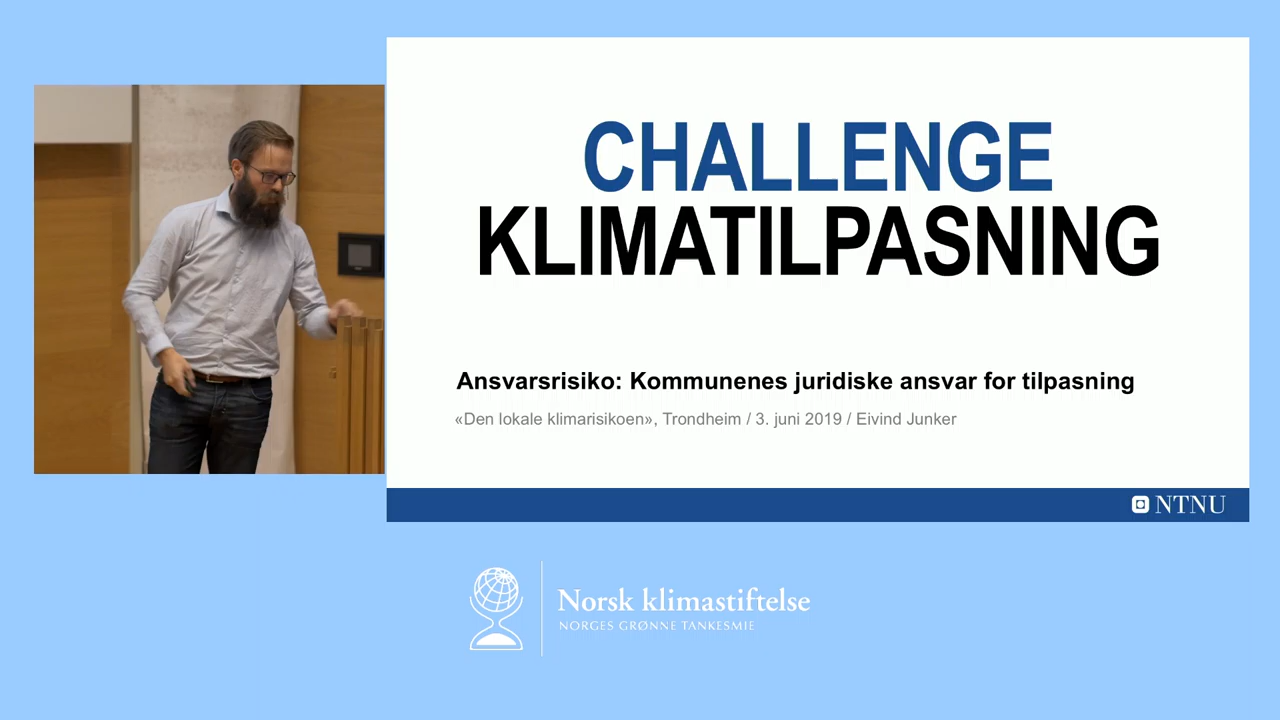 CHALLENGE
KLIMATILPASNING
Ansvarsrisiko: Kommunenes juridiske ansvar for tilpasning
«Den lokale klimarisikoen», Trondheim / 3. juni 2019 / Eivind Junker
NTNU
Norsk klimastiftelse
NORGES GRØNNE TANKESMIE